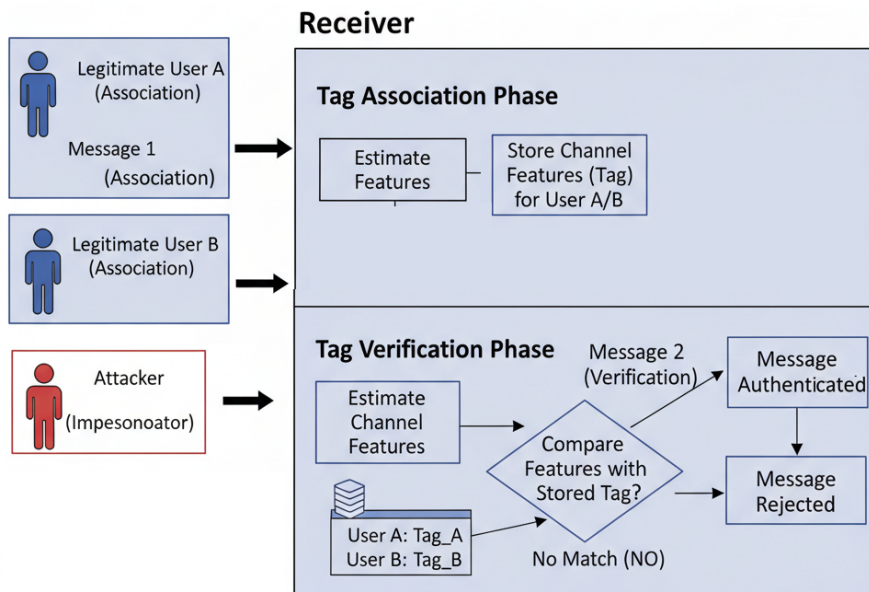 Receiver
Legitimate User A
(Association)
Message 1
(Association)
Legitimate User B
(Association)
Attacker
(Impesonoator)
Tag Association Phase
Estimate
Features
Store Channel
Features (Tag)
for User A/B
Tag Verification Phase
Estimate
Channel
Features
User A: Tag_A
User B: Tag_B
Compare
Features with
Stored Tag?
Message 2
(Verification)
No Match (NO)
Message
Authenticated
Message
Rejected